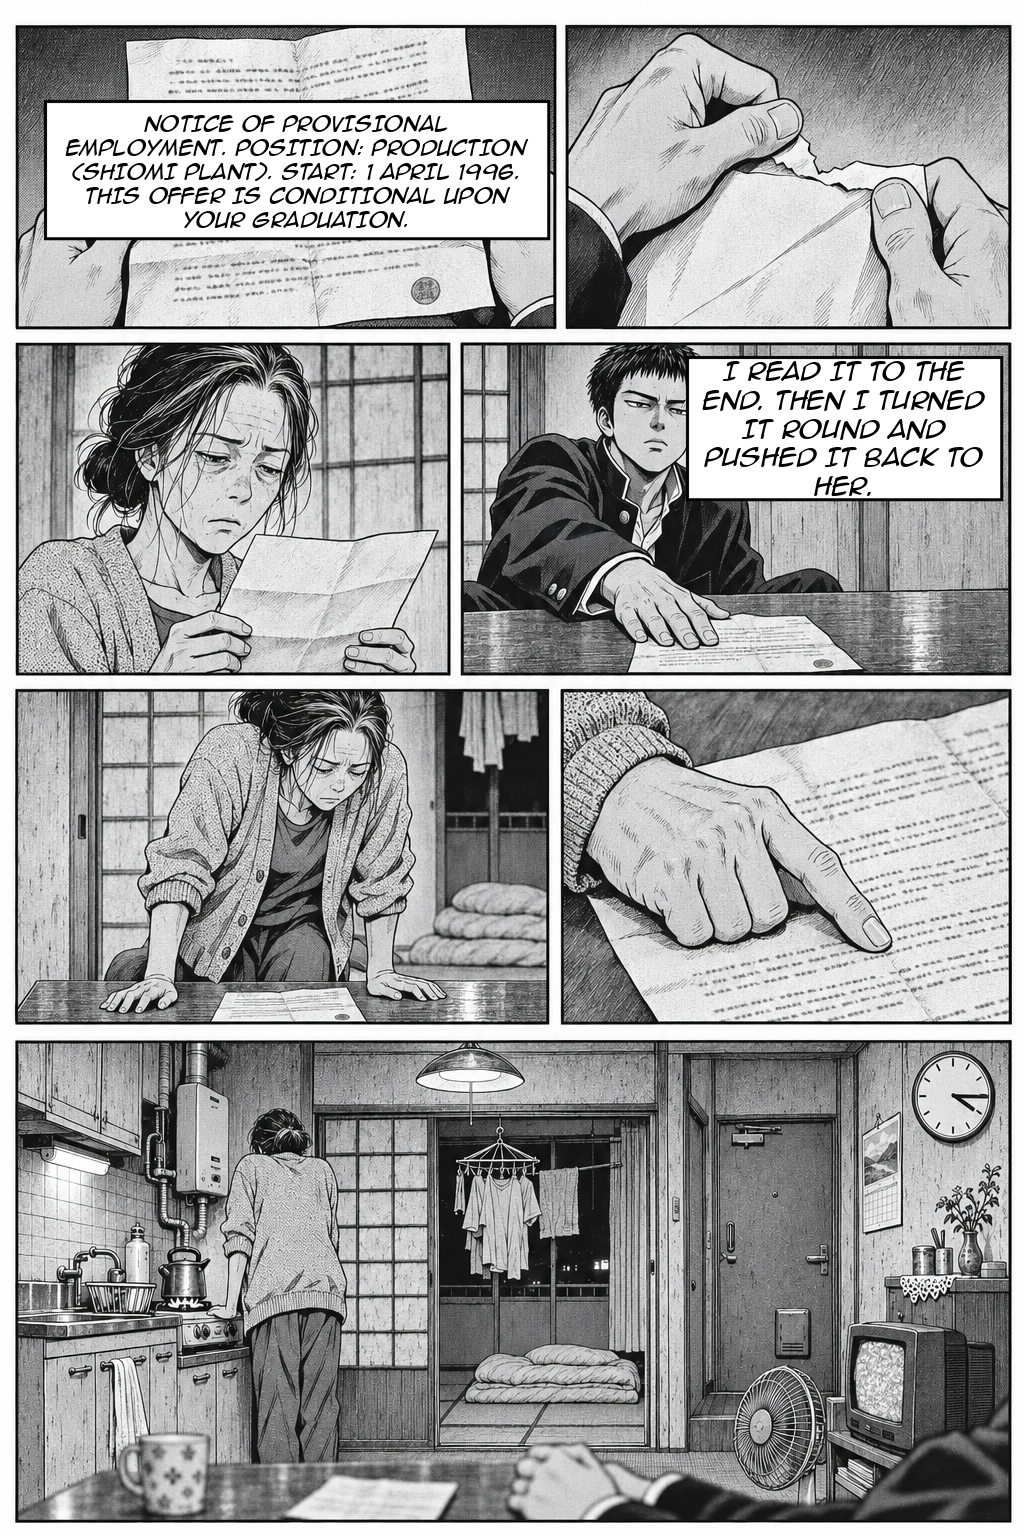 NOTICE OF PROVISIONAL
EMPLOYMENT. POSITION: PRODUCTION
(SHIOMI PLANT). START: 1 APRIL 1996.
THIS OFFER IS CONDITIONAL UPON
YOUR GRADUATION.
I READ IT TO THE
END. THEN I TURNED
IT ROUND AND
PUSHED IT BACK TO
HER.